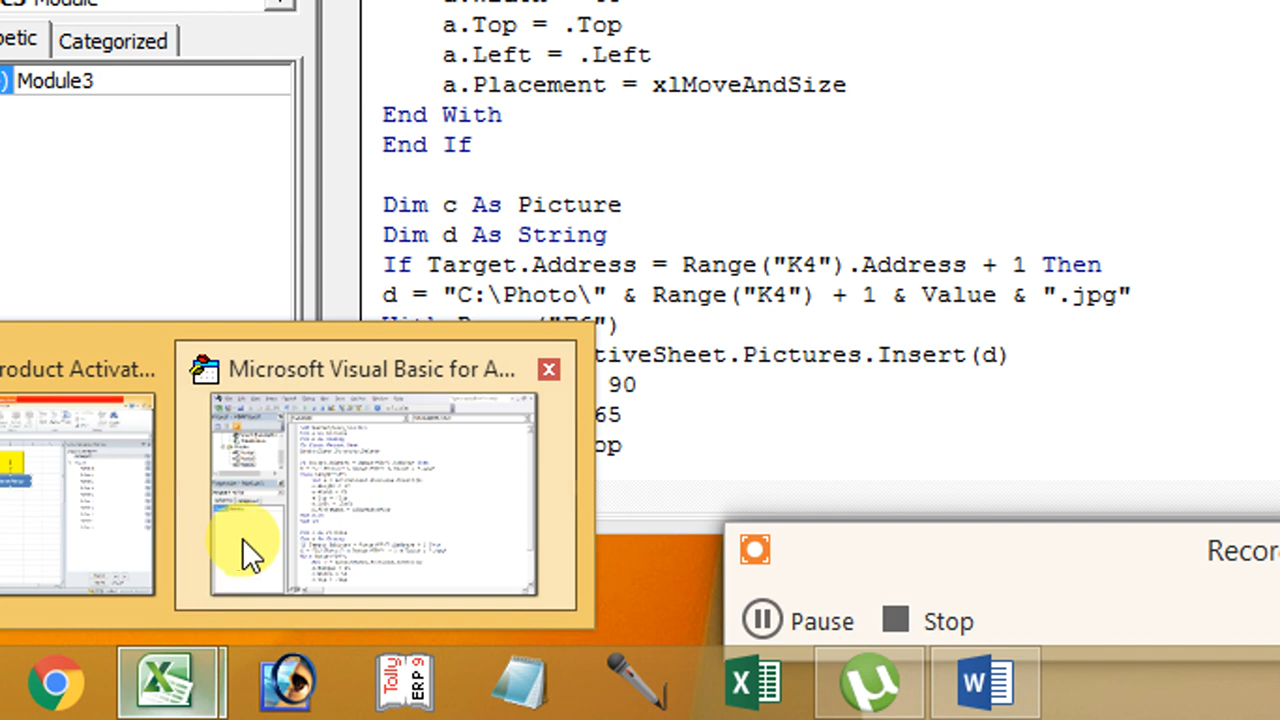 Module
a.Top = .Top
betic Categorized
a.Left = .Left
Module3
a.Placement = xlMoveAndSize
End With
End If
Dim c As Picture
Dim d As String
If Target.Address = Range("K4").Address + 1 Then
d = "C:\Photo\" & Range("K4") + 1 & Value & ".jpg"
tiveSheet.Pictures.Insert(d)
roduct Activat...
Microsoft Visual Basic for A...
90
65
op
Recor
Pause Stop
Tally ERP 9